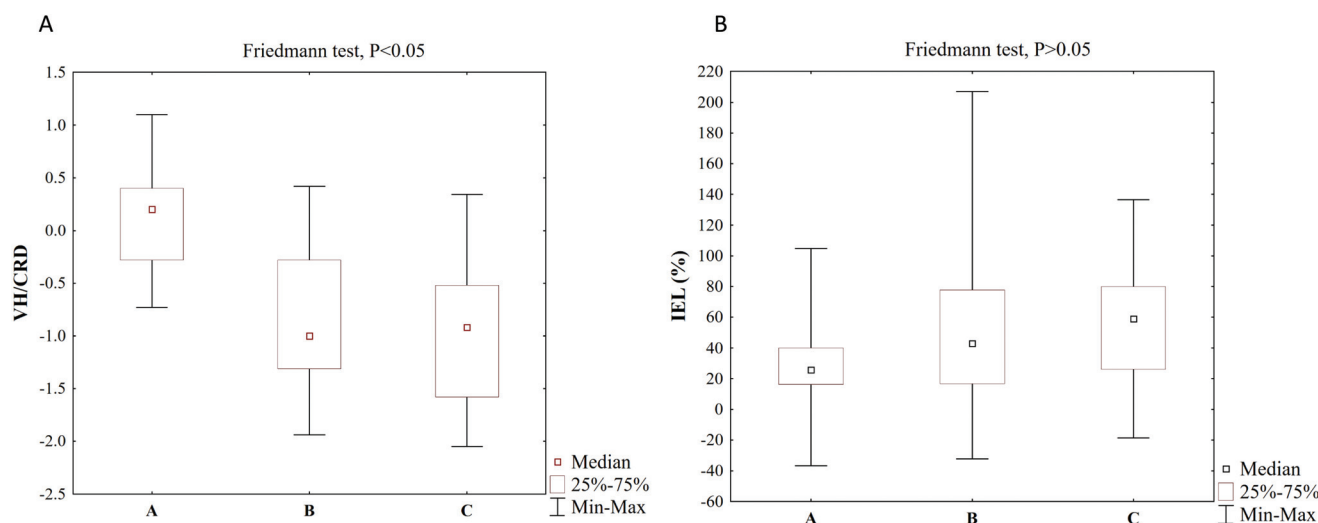 A
Friedmann test, P<0.05
VH/CRD
1.5
1.0
0.5
0.0
-0.5
-1.0
-1.5
-2.0
-2.5
A B C
Median
25%-75%
Min-Max
B
Friedmann test, P>0.05
IEL (%)
220
200
180
160
140
120
100
80
60
40
20
0
-20
-40
-60
A B C
Median
25%-75%
Min-Max